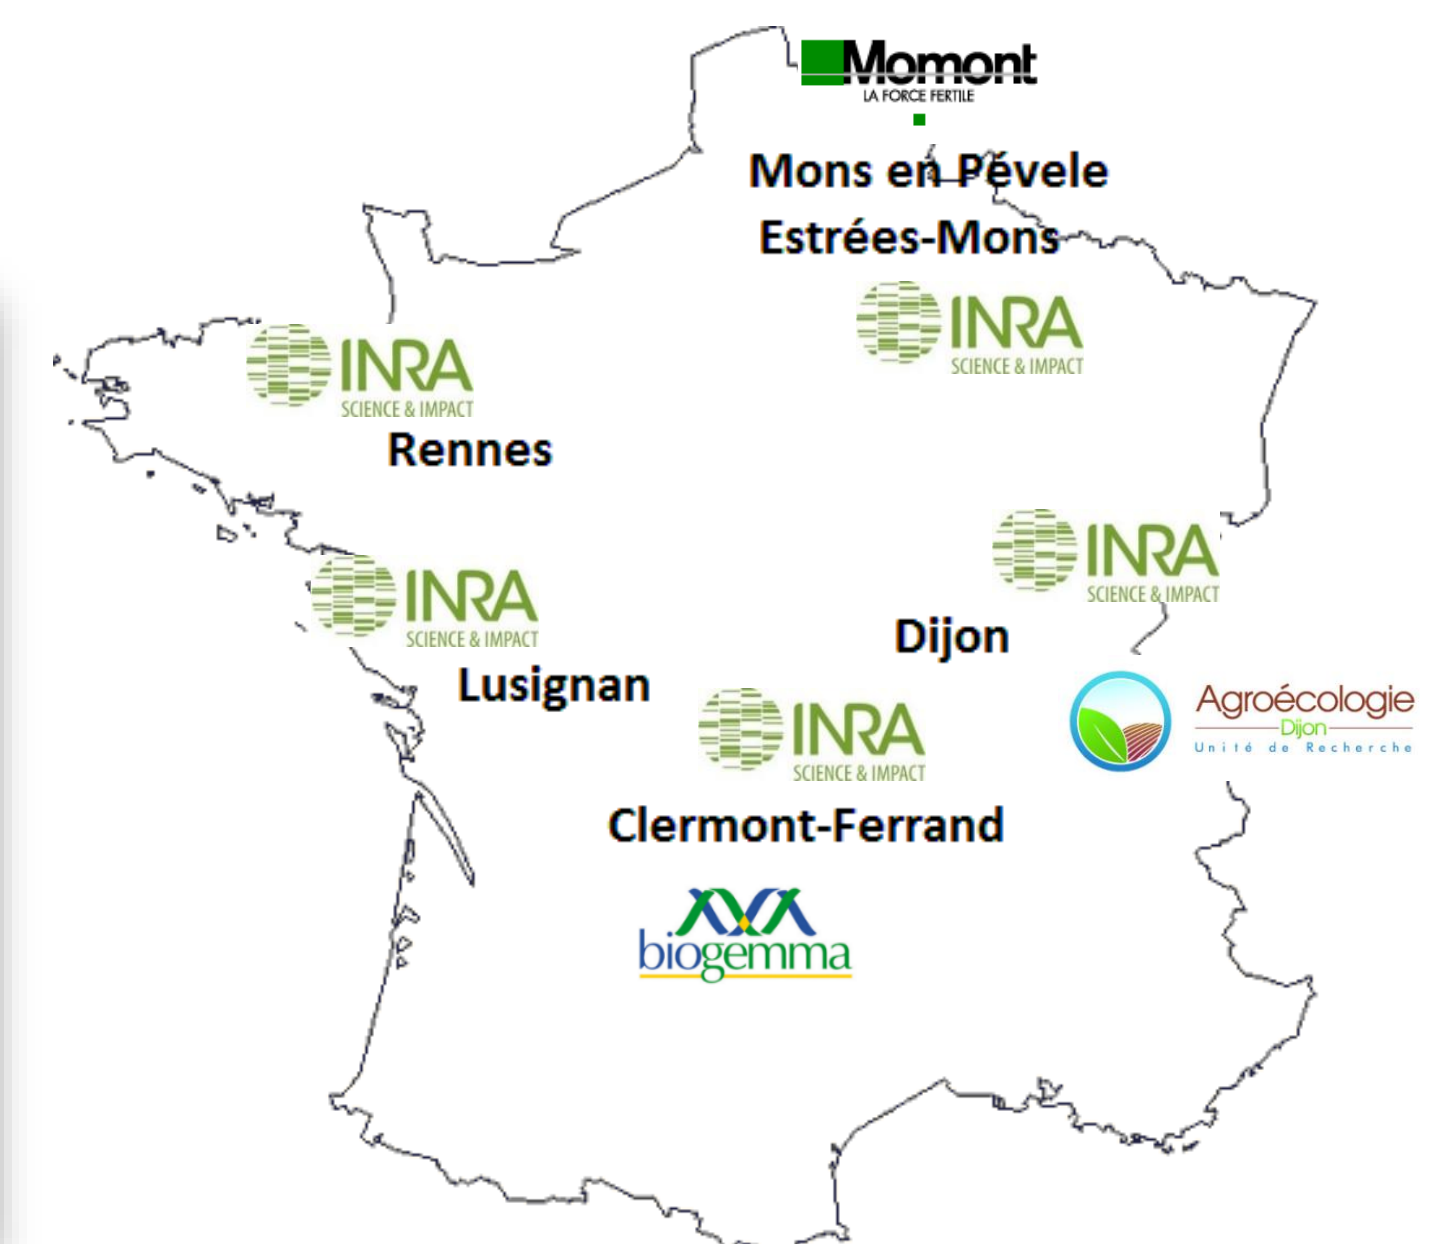 Momont
LA FORCE FERTILE
Mons en Pévele
Estrées-Mons
INRA
SCIENCE & IMPACT
INRA
SCIENCE & IMPACT
Rennes
INRA
SCIENCE & IMPACT
Dijon
INRA
SCIENCE & IMPACT
Lusignan
Agroécologie
Dijon
Unité de Recherche
INRA
SCIENCE & IMPACT
Clermont-Ferrand
biogemma